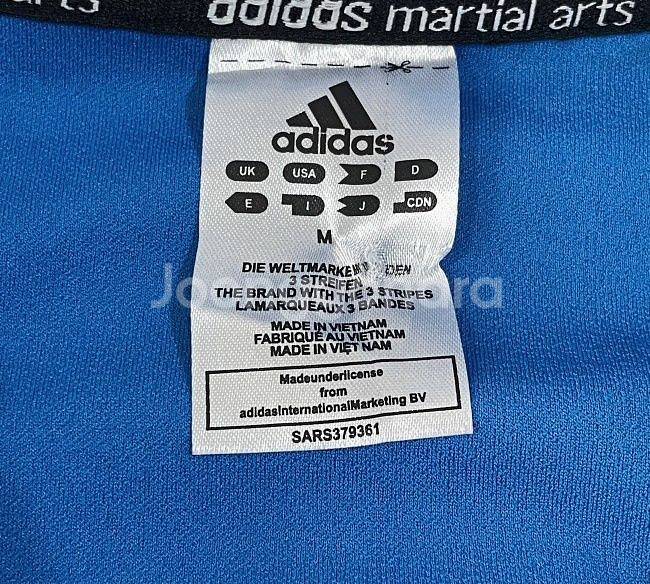 arts
adidas martial arts
adidas
UK USA F D
E I J CDN
M
DIE WELTMARKE MIT DEN
3 STREIFEN
THE BRAND WITH THE 3 STRIPES
LAMARQUEAUX 3 BANDES
MADE IN VIETNAM
FABRIQUÉ AU VIETNAM
MADE IN VIỆT NAM
Madeunderlicense
from
adidasInternationalMarketing BV
SARS379361